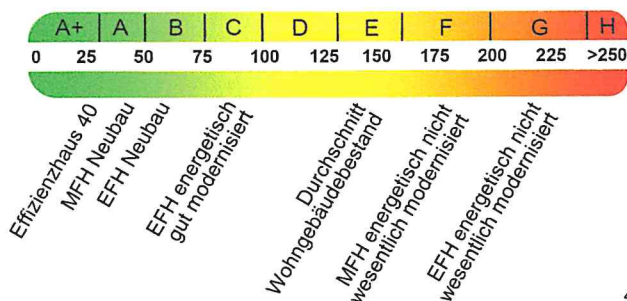 A+ A B C D E F G H
0 25 50 75 100 125 150 175 200 225 >250
Effizienzhaus 40
MFH Neubau
EFH Neubau
EFH energetisch
gut modernisiert
Durchschnitt
Wohngebäudebestand
MFH energetisch nicht
wesentlich modernisiert
EFH energetisch nicht
wesentlich modernisiert